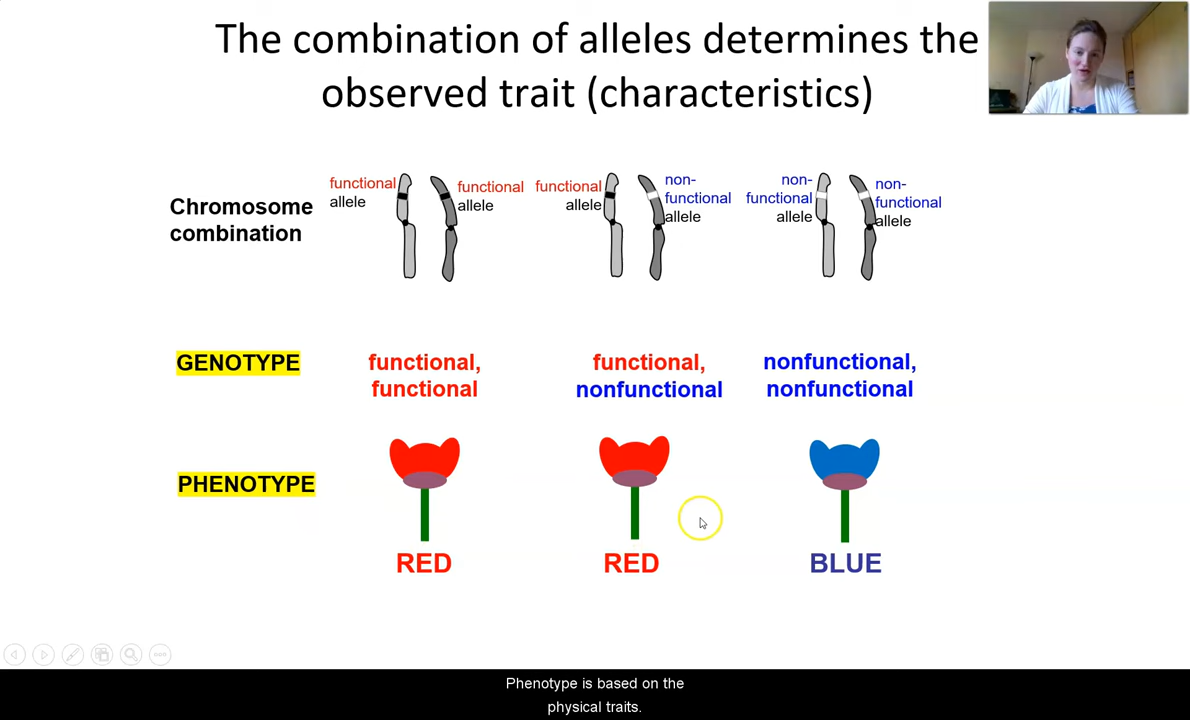 The combination of alleles determines the
observed trait (characteristics)
Chromosome
combination
functional
allele
functional
allele
functional
allele
non-
functional
allele
non-
functional
allele
non-
functional
allele
GENOTYPE
functional,
functional
functional,
nonfunctional
nonfunctional,
nonfunctional
PHENOTYPE
RED
RED
BLUE
Phenotype is based on the
physical traits.